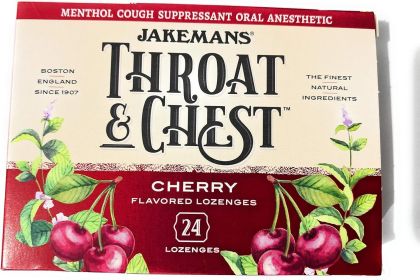 MENTHOL COUGH SUPPRESSANT ORAL ANESTHETIC
JAKEMANS®
THROAT
& CHEST™
BOSTON
ENGLAND
SINCE 1907
THE FINEST
NATURAL
INGREDIENTS
CHERRY
FLAVORED LOZENGES
24
LOZENGES